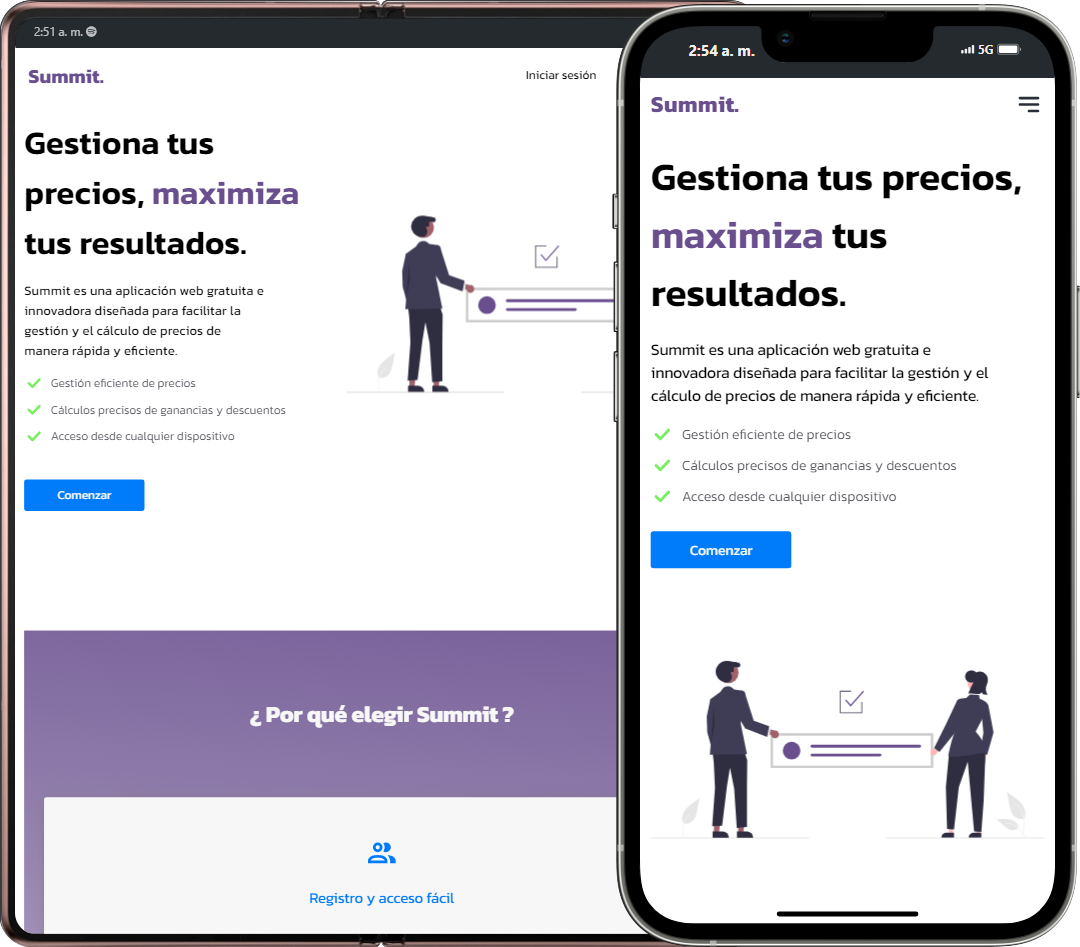 2:51 a. m.
Summit.
Iniciar sesión
Gestiona tus
precios, maximiza
tus resultados.
Summit es una aplicación web gratuita e
innovadora diseñada para facilitar la
gestión y el cálculo de precios de
manera rápida y eficiente.
Gestión eficiente de precios
Cálculos precisos de ganancias y descuentos
Acceso desde cualquier dispositivo
Comenzar
¿ Por qué elegir Summit ?
Registro y acceso fácil
2:54 a. m.
5G
Summit.
Gestiona tus precios,
maximiza tus
resultados.
Summit es una aplicación web gratuita e
innovadora diseñada para facilitar la gestión y el
cálculo de precios de manera rápida y eficiente.
Gestión eficiente de precios
Cálculos precisos de ganancias y descuentos
Acceso desde cualquier dispositivo
Comenzar